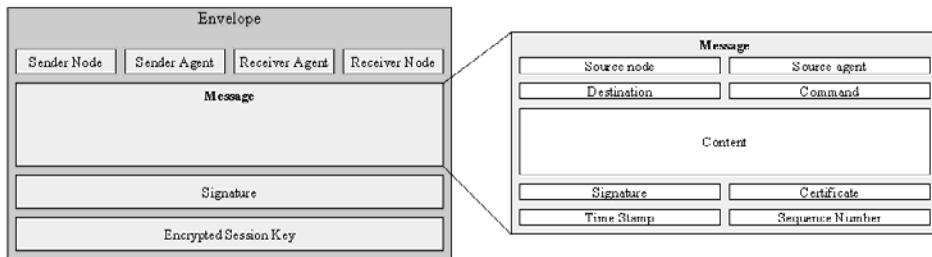 Envelope
Sender Node
Sender Agent
Receiver Agent
Receiver Node
Message
Signature
Encrypted Session Key
Message
Source node
Source agent
Destination
Command
Content
Signature
Certificate
Time Stamp
Sequence Number